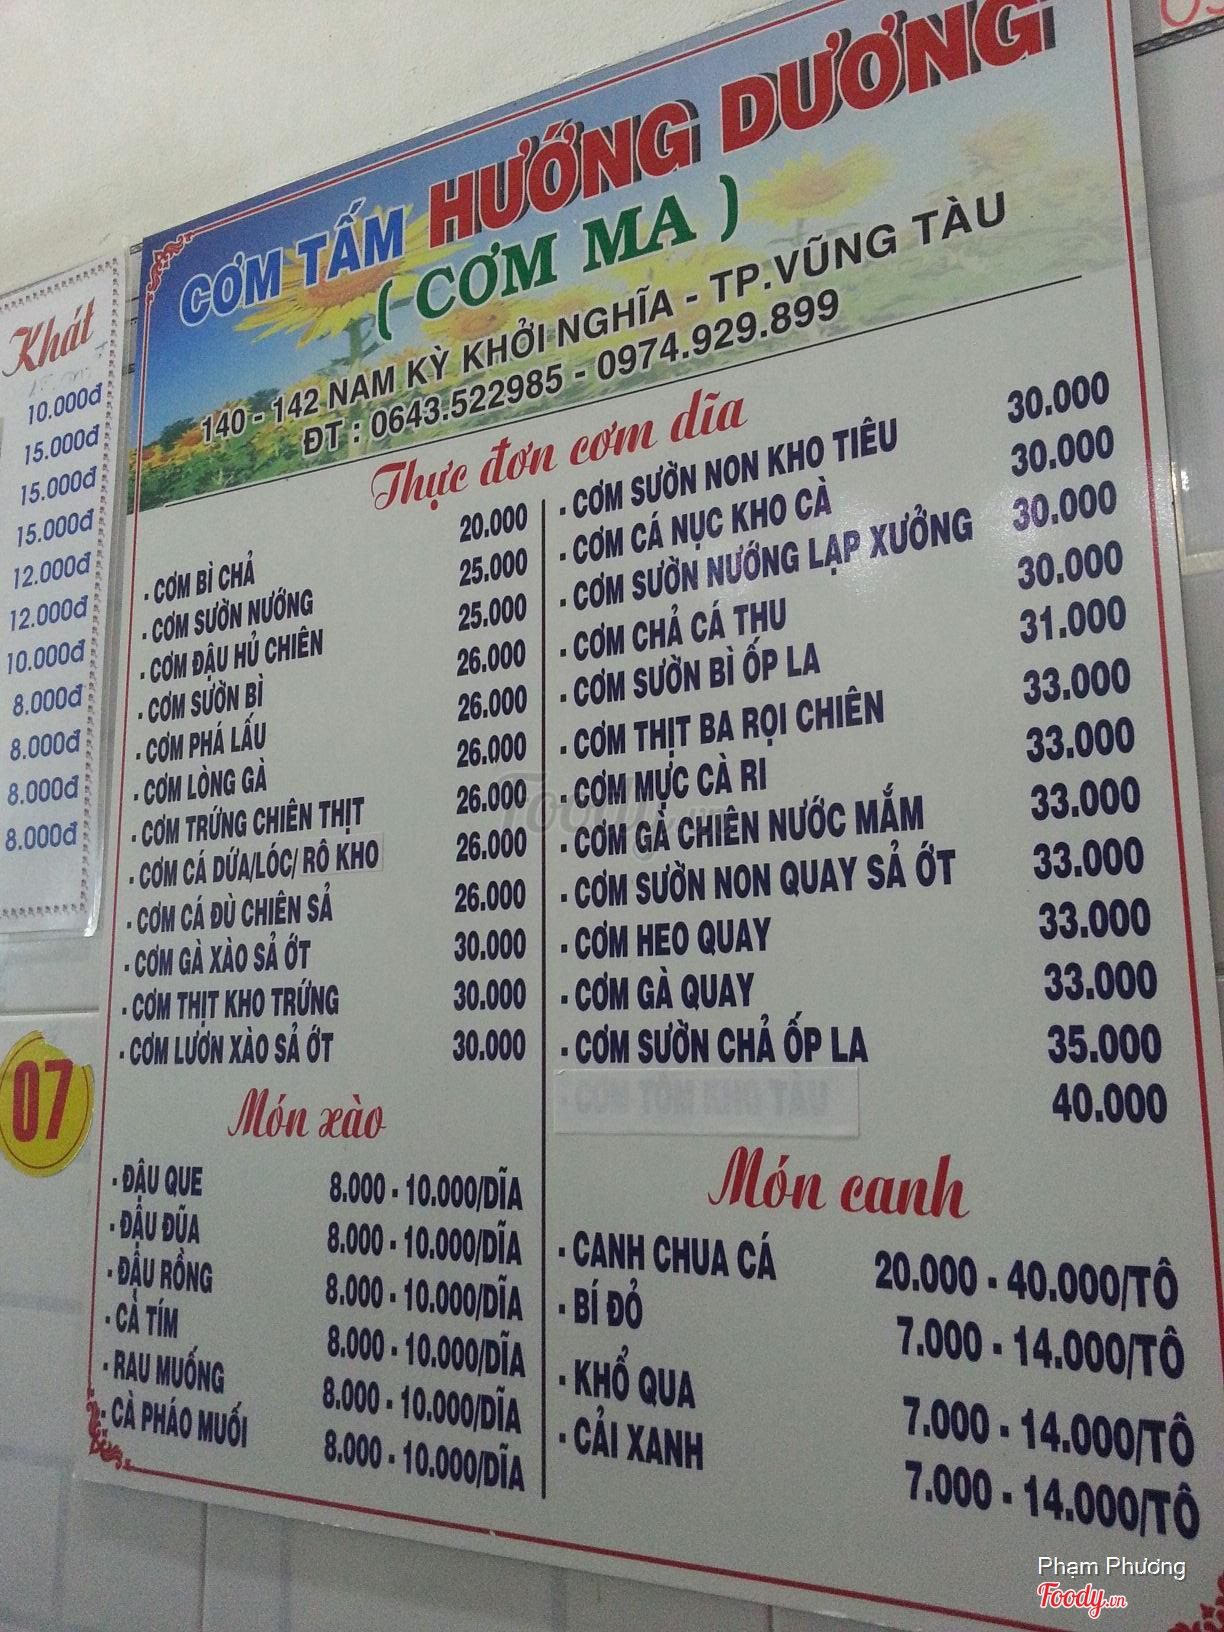 Khát
10.000đ
15.000đ
15.000đ
15.000đ
12.000đ
12.000đ
10.000đ
8.000đ
8.000đ
8.000đ
8.000đ
07
CƠM TẤM HƯỚNG DƯƠNG
( CƠM MA )
140 - 142 NAM KỲ KHỞI NGHĨA - TP.VŨNG TÀU
ĐT : 0643.522985 - 0974.929.899
Thực đơn cơm dĩa
- CƠM BÌ CHẢ 20.000
- CƠM SƯỜN NƯỚNG 25.000
- CƠM ĐẬU HỦ CHIÊN 25.000
- CƠM SƯỜN BÌ 26.000
- CƠM PHÁ LẤU 26.000
- CƠM LÒNG GÀ 26.000
- CƠM TRỨNG CHIÊN THỊT 26.000
- CƠM CÁ DỨA/LÓC/ RÔ KHO 26.000
- CƠM CÁ ĐÙ CHIÊN SẢ 26.000
- CƠM GÀ XÀO SẢ ỚT 30.000
- CƠM THỊT KHO TRỨNG 30.000
- CƠM LƯƠN XÀO SẢ ỚT 30.000
- CƠM SƯỜN NON KHO TIÊU 30.000
- CƠM CÁ NỤC KHO CÀ 30.000
- CƠM SƯỜN NƯỚNG LẠP XƯỞNG 30.000
- CƠM CHẢ CÁ THU 30.000
- CƠM SƯỜN BÌ ỐP LA 31.000
- CƠM THỊT BA RỌI CHIÊN 33.000
- CƠM MỰC CÀ RI 33.000
- CƠM GÀ CHIÊN NƯỚC MẮM 33.000
- CƠM SƯỜN NON QUAY SẢ ỚT 33.000
- CƠM HEO QUAY 33.000
- CƠM GÀ QUAY 33.000
- CƠM SƯỜN CHẢ ỐP LA 35.000
- CƠM TÔM KHO TÀU 40.000
Món xào
- ĐẬU QUE 8.000 - 10.000/DĨA
- ĐẬU ĐŨA 8.000 - 10.000/DĨA
- ĐẬU RỒNG 8.000 - 10.000/DĨA
- CÀ TÍM 8.000 - 10.000/DĨA
- RAU MUỐNG 8.000 - 10.000/DĨA
- CÀ PHÁO MUỐI 8.000 - 10.000/DĨA
Món canh
- CANH CHUA CÁ 20.000 - 40.000/TÔ
- BÍ ĐỎ 7.000 - 14.000/TÔ
- KHỔ QUA 7.000 - 14.000/TÔ
- CẢI XANH 7.000 - 14.000/TÔ
Foody.vn
Phạm Phương
Foody.vn